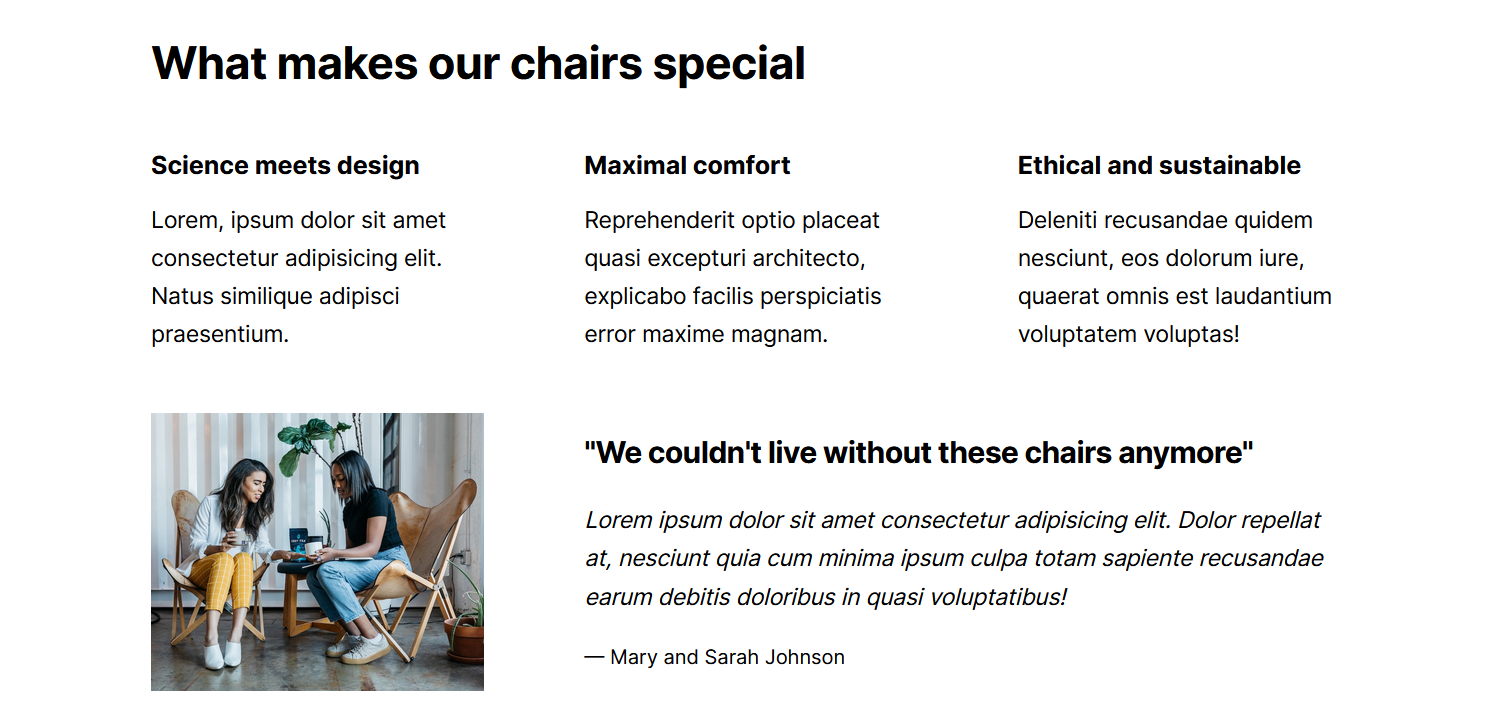 What makes our chairs special
Science meets design
Lorem, ipsum dolor sit amet
consectetur adipisicing elit.
Natus similique adipisci
praesentium.
Maximal comfort
Reprehenderit optio placeat
quasi excepturi architecto,
explicabo facilis perspiciatis
error maxime magnam.
Ethical and sustainable
Deleniti recusandae quidem
nesciunt, eos dolorum iure,
quaerat omnis est laudantium
voluptatem voluptas!
"We couldn't live without these chairs anymore"
Lorem ipsum dolor sit amet consectetur adipisicing elit. Dolor repellat
at, nesciunt quia cum minima ipsum culpa totam sapiente recusandae
earum debitis doloribus in quasi voluptatibus!
— Mary and Sarah Johnson